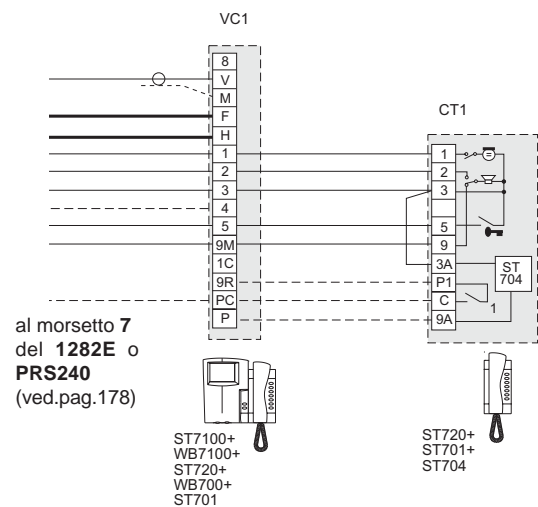 VC1
8
V
M
F
H
1
2
3
4
5
9M
1C
9R
PC
P
CT1
1
2
3
5
9
3A
P1
C
9A
ST
704
1
al morsetto 7
del 1282E o
PRS240
(ved.pag.178)
ST7100+
WB7100+
ST720+
WB700+
ST701
ST720+
ST701+
ST704